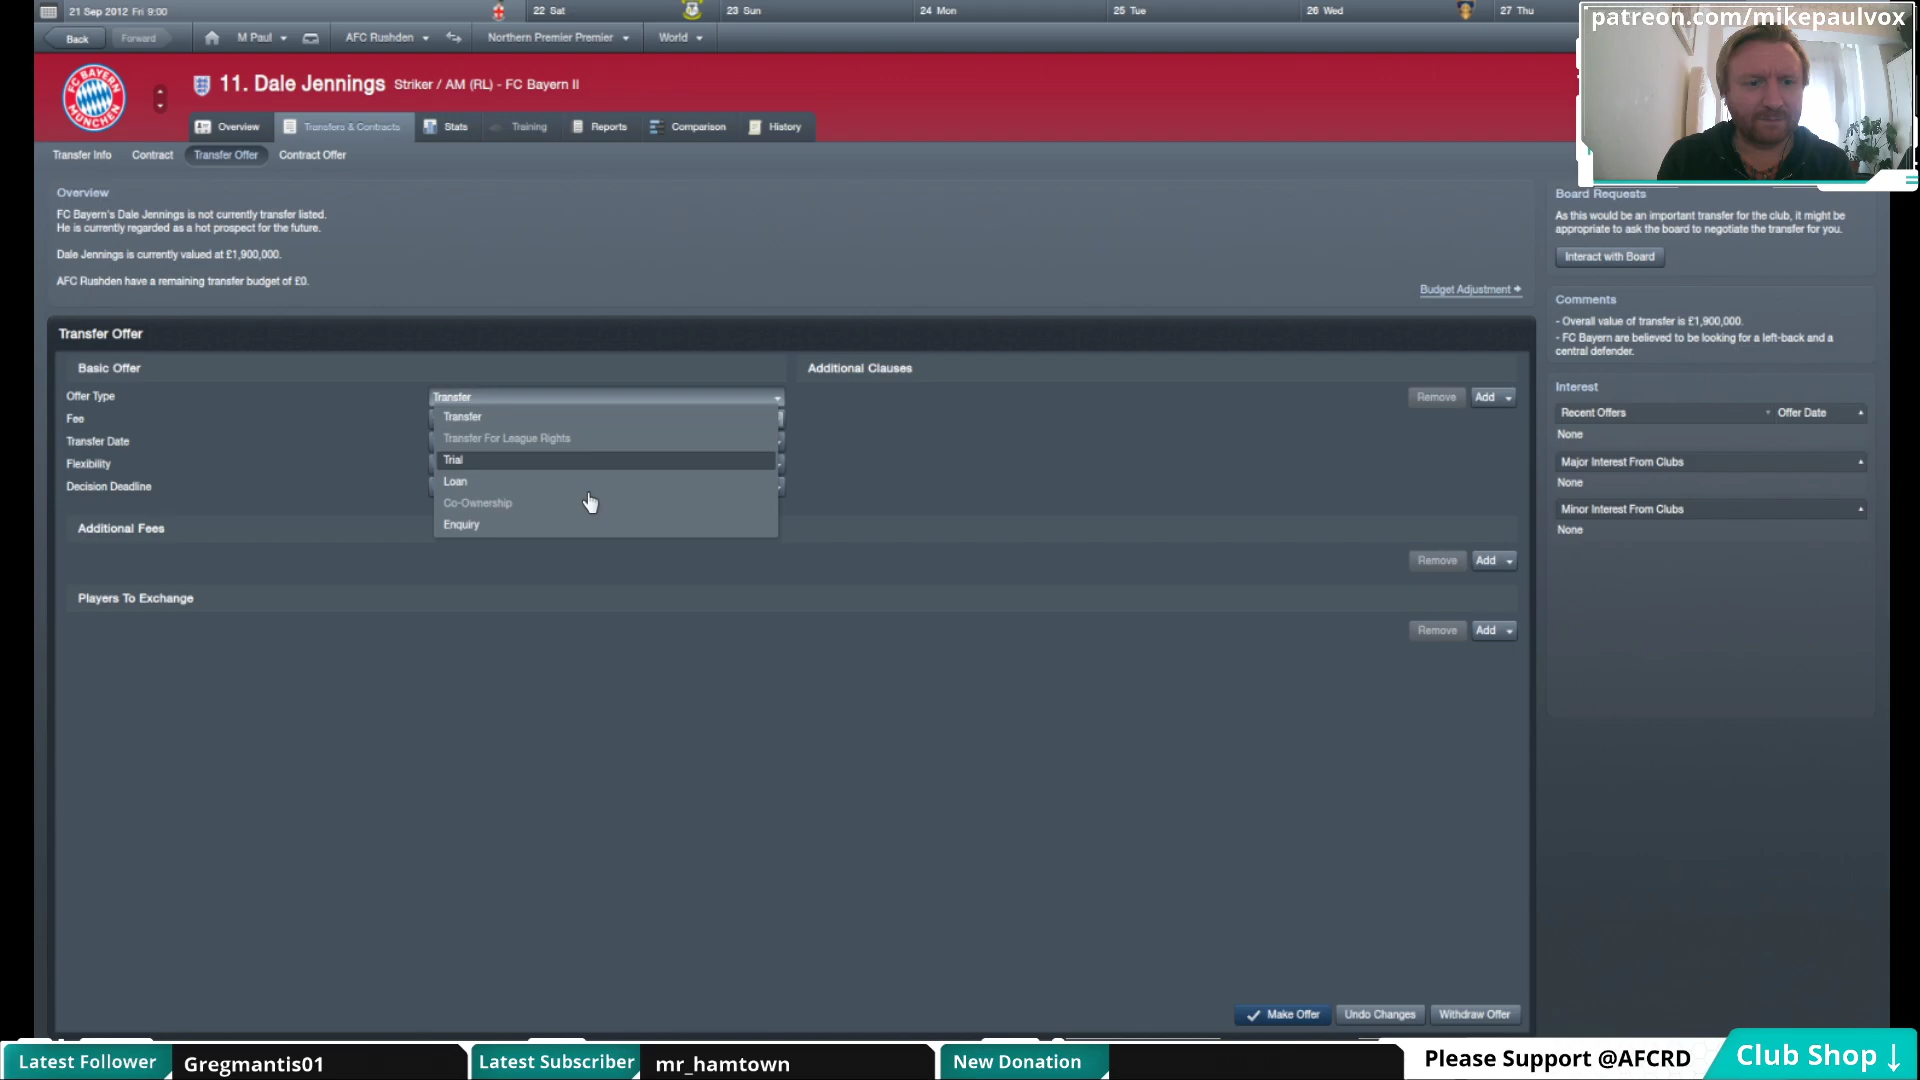 21 Sep 2012 Fri 9:00
22 Sat
23 Sun
24 Mon
25 Tue
26 Wed
27 Thu
patreon.com/mikepaulvox
Back
Forward
M Paul
AFC Rushden
Northern Premier Premier
World
FC BAYERN MÜNCHEN
11. Dale Jennings
Striker / AM (RL) - FC Bayern II
Overview
Transfers & Contracts
Stats
Training
Reports
Comparison
History
Transfer Info
Contract
Transfer Offer
Contract Offer
Overview
FC Bayern's Dale Jennings is not currently transfer listed.
He is currently regarded as a hot prospect for the future.
Dale Jennings is currently valued at £1,900,000.
AFC Rushden have a remaining transfer budget of £0.
Budget Adjustment
Board Requests
As this would be an important transfer for the club, it might be
appropriate to ask the board to negotiate the transfer for you.
Interact with Board
Comments
- Overall value of transfer is £1,900,000.
- FC Bayern are believed to be looking for a left-back and a
central defender.
Interest
Recent Offers
Offer Date
None
Major Interest From Clubs
None
Minor Interest From Clubs
None
Transfer Offer
Basic Offer
Additional Clauses
Offer Type
Transfer
Remove
Add
Fee
Transfer
Transfer Date
Transfer For League Rights
Flexibility
Trial
Decision Deadline
Loan
Co-Ownership
Enquiry
Additional Fees
Remove
Add
Players To Exchange
Remove
Add
Make Offer
Undo Changes
Withdraw Offer
Latest Follower
Gregmantis01
Latest Subscriber
mr_hamtown
New Donation
Please Support @AFCRD
Club Shop ↓